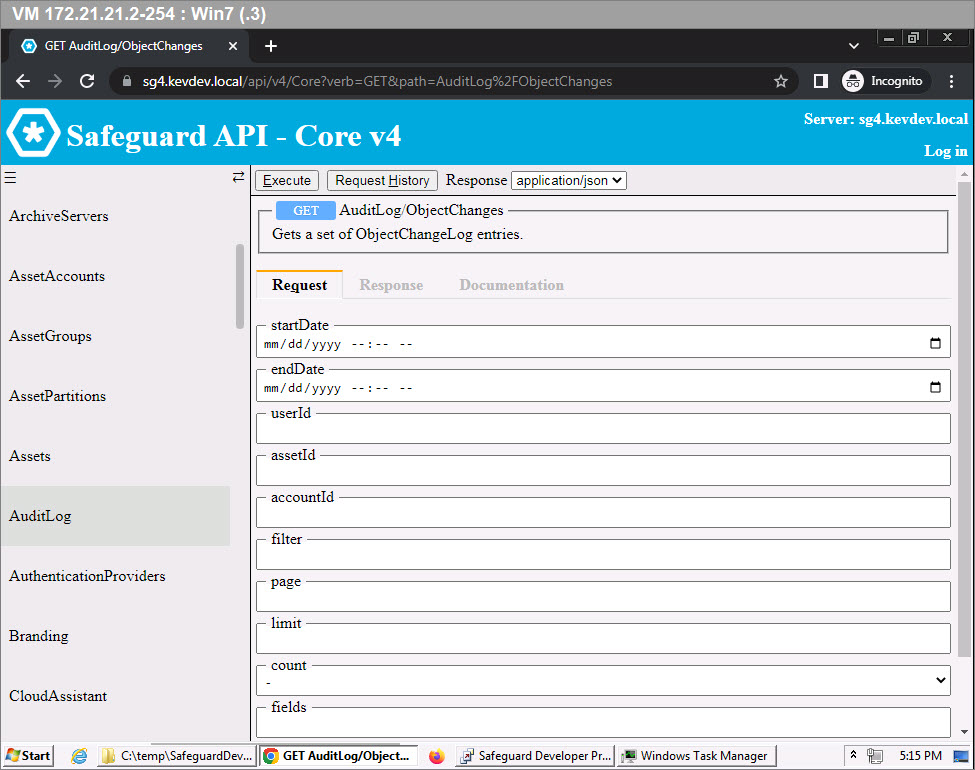 VM 172.21.21.2-254 : Win7 (.3)
GET AuditLog/ObjectChanges
sg4.kevdev.local/api/v4/Core?verb=GET&path=AuditLog%2FObjectChanges
Incognito
Safeguard API - Core v4
Server: sg4.kevdev.local
Log in
ArchiveServers
AssetAccounts
AssetGroups
AssetPartitions
Assets
AuditLog
AuthenticationProviders
Branding
CloudAssistant
Execute Request History Response application/json
GET AuditLog/ObjectChanges
Gets a set of ObjectChangeLog entries.
Request Response Documentation
startDate
mm/dd/yyyy --:-- --
endDate
mm/dd/yyyy --:-- --
userId
assetId
accountId
filter
page
limit
count
-
fields
Start C:\temp\SafeguardDev... GET AuditLog/Object... Safeguard Developer Pr... Windows Task Manager 5:15 PM